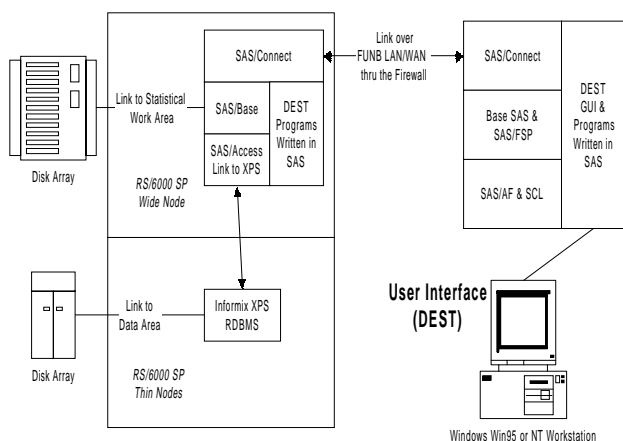 SAS/Connect
Link over
FUNB LAN/WAN
thru the Firewall
SAS/Connect
Link to Statistical
Work Area
SAS/Base
DEST
Programs
Written in
SAS
SAS/Access
Link to XPS
Base SAS &
SAS/FSP
DEST
GUI &
Programs
Written in
SAS
SAS/AF & SCL
Disk Array
RS/6000 SP
Wide Node
Link to
Data Area
Informix XPS
RDBMS
User Interface
(DEST)
Disk Array
RS/6000 SP
Thin Nodes
Windows Win95 or NT Workstation